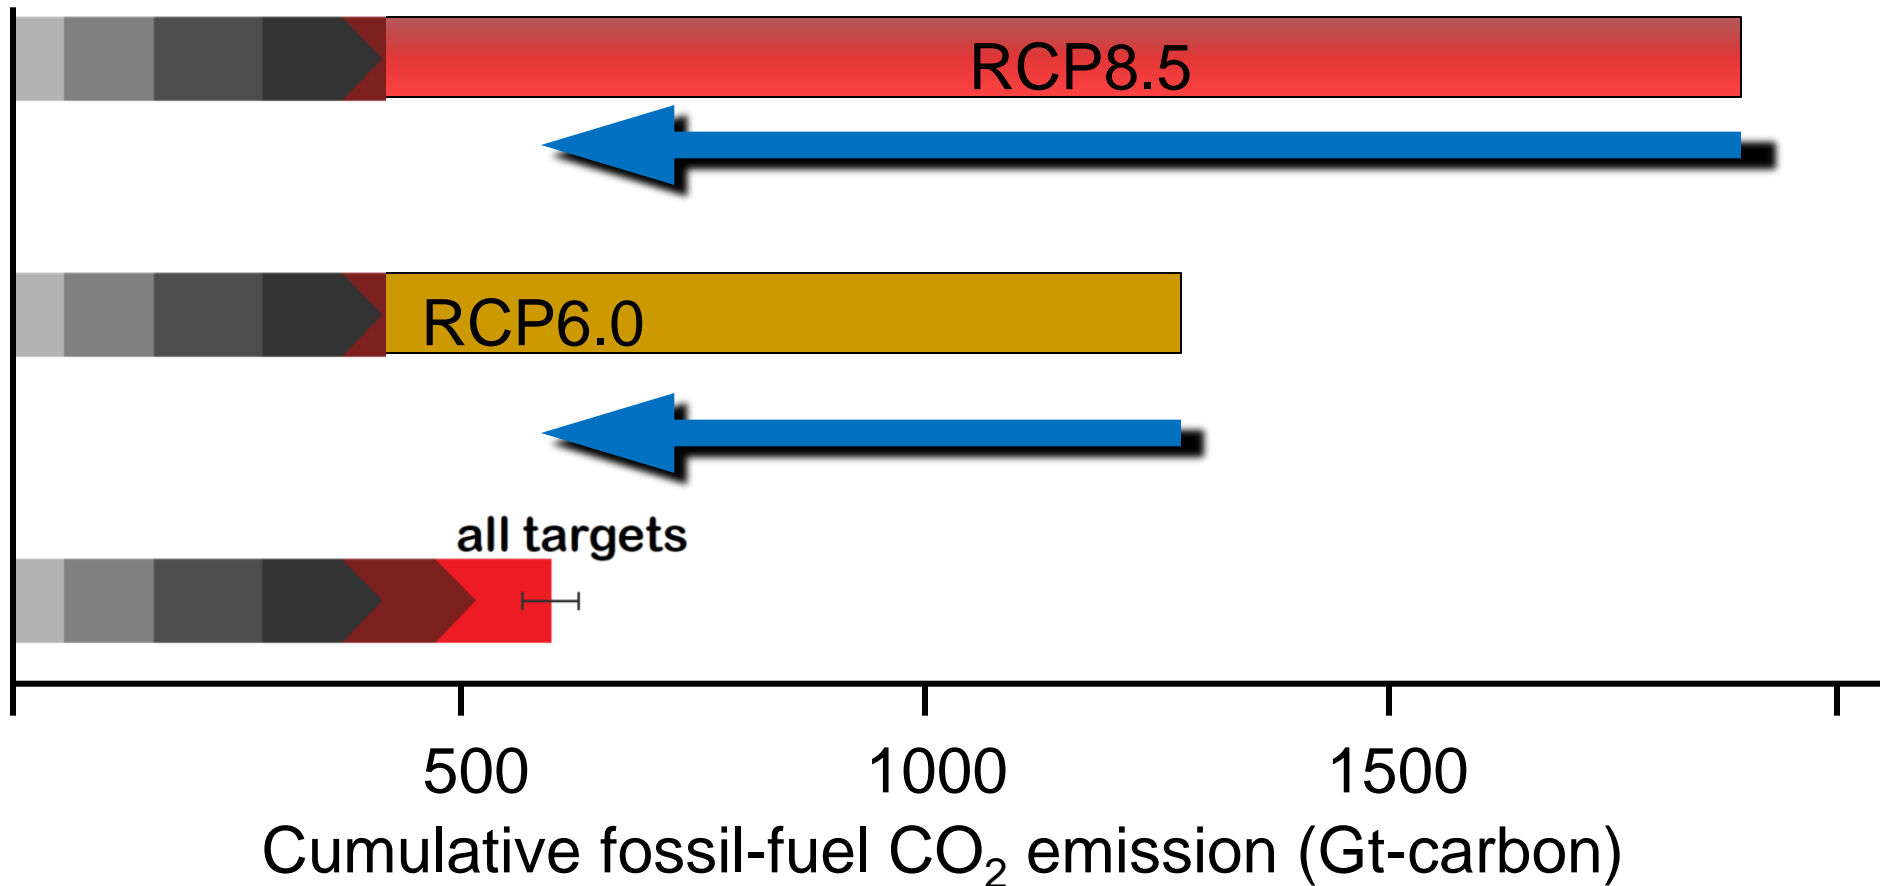 RCP8.5
RCP6.0
all targets
500 1000 1500
Cumulative fossil-fuel CO₂ emission (Gt-carbon)